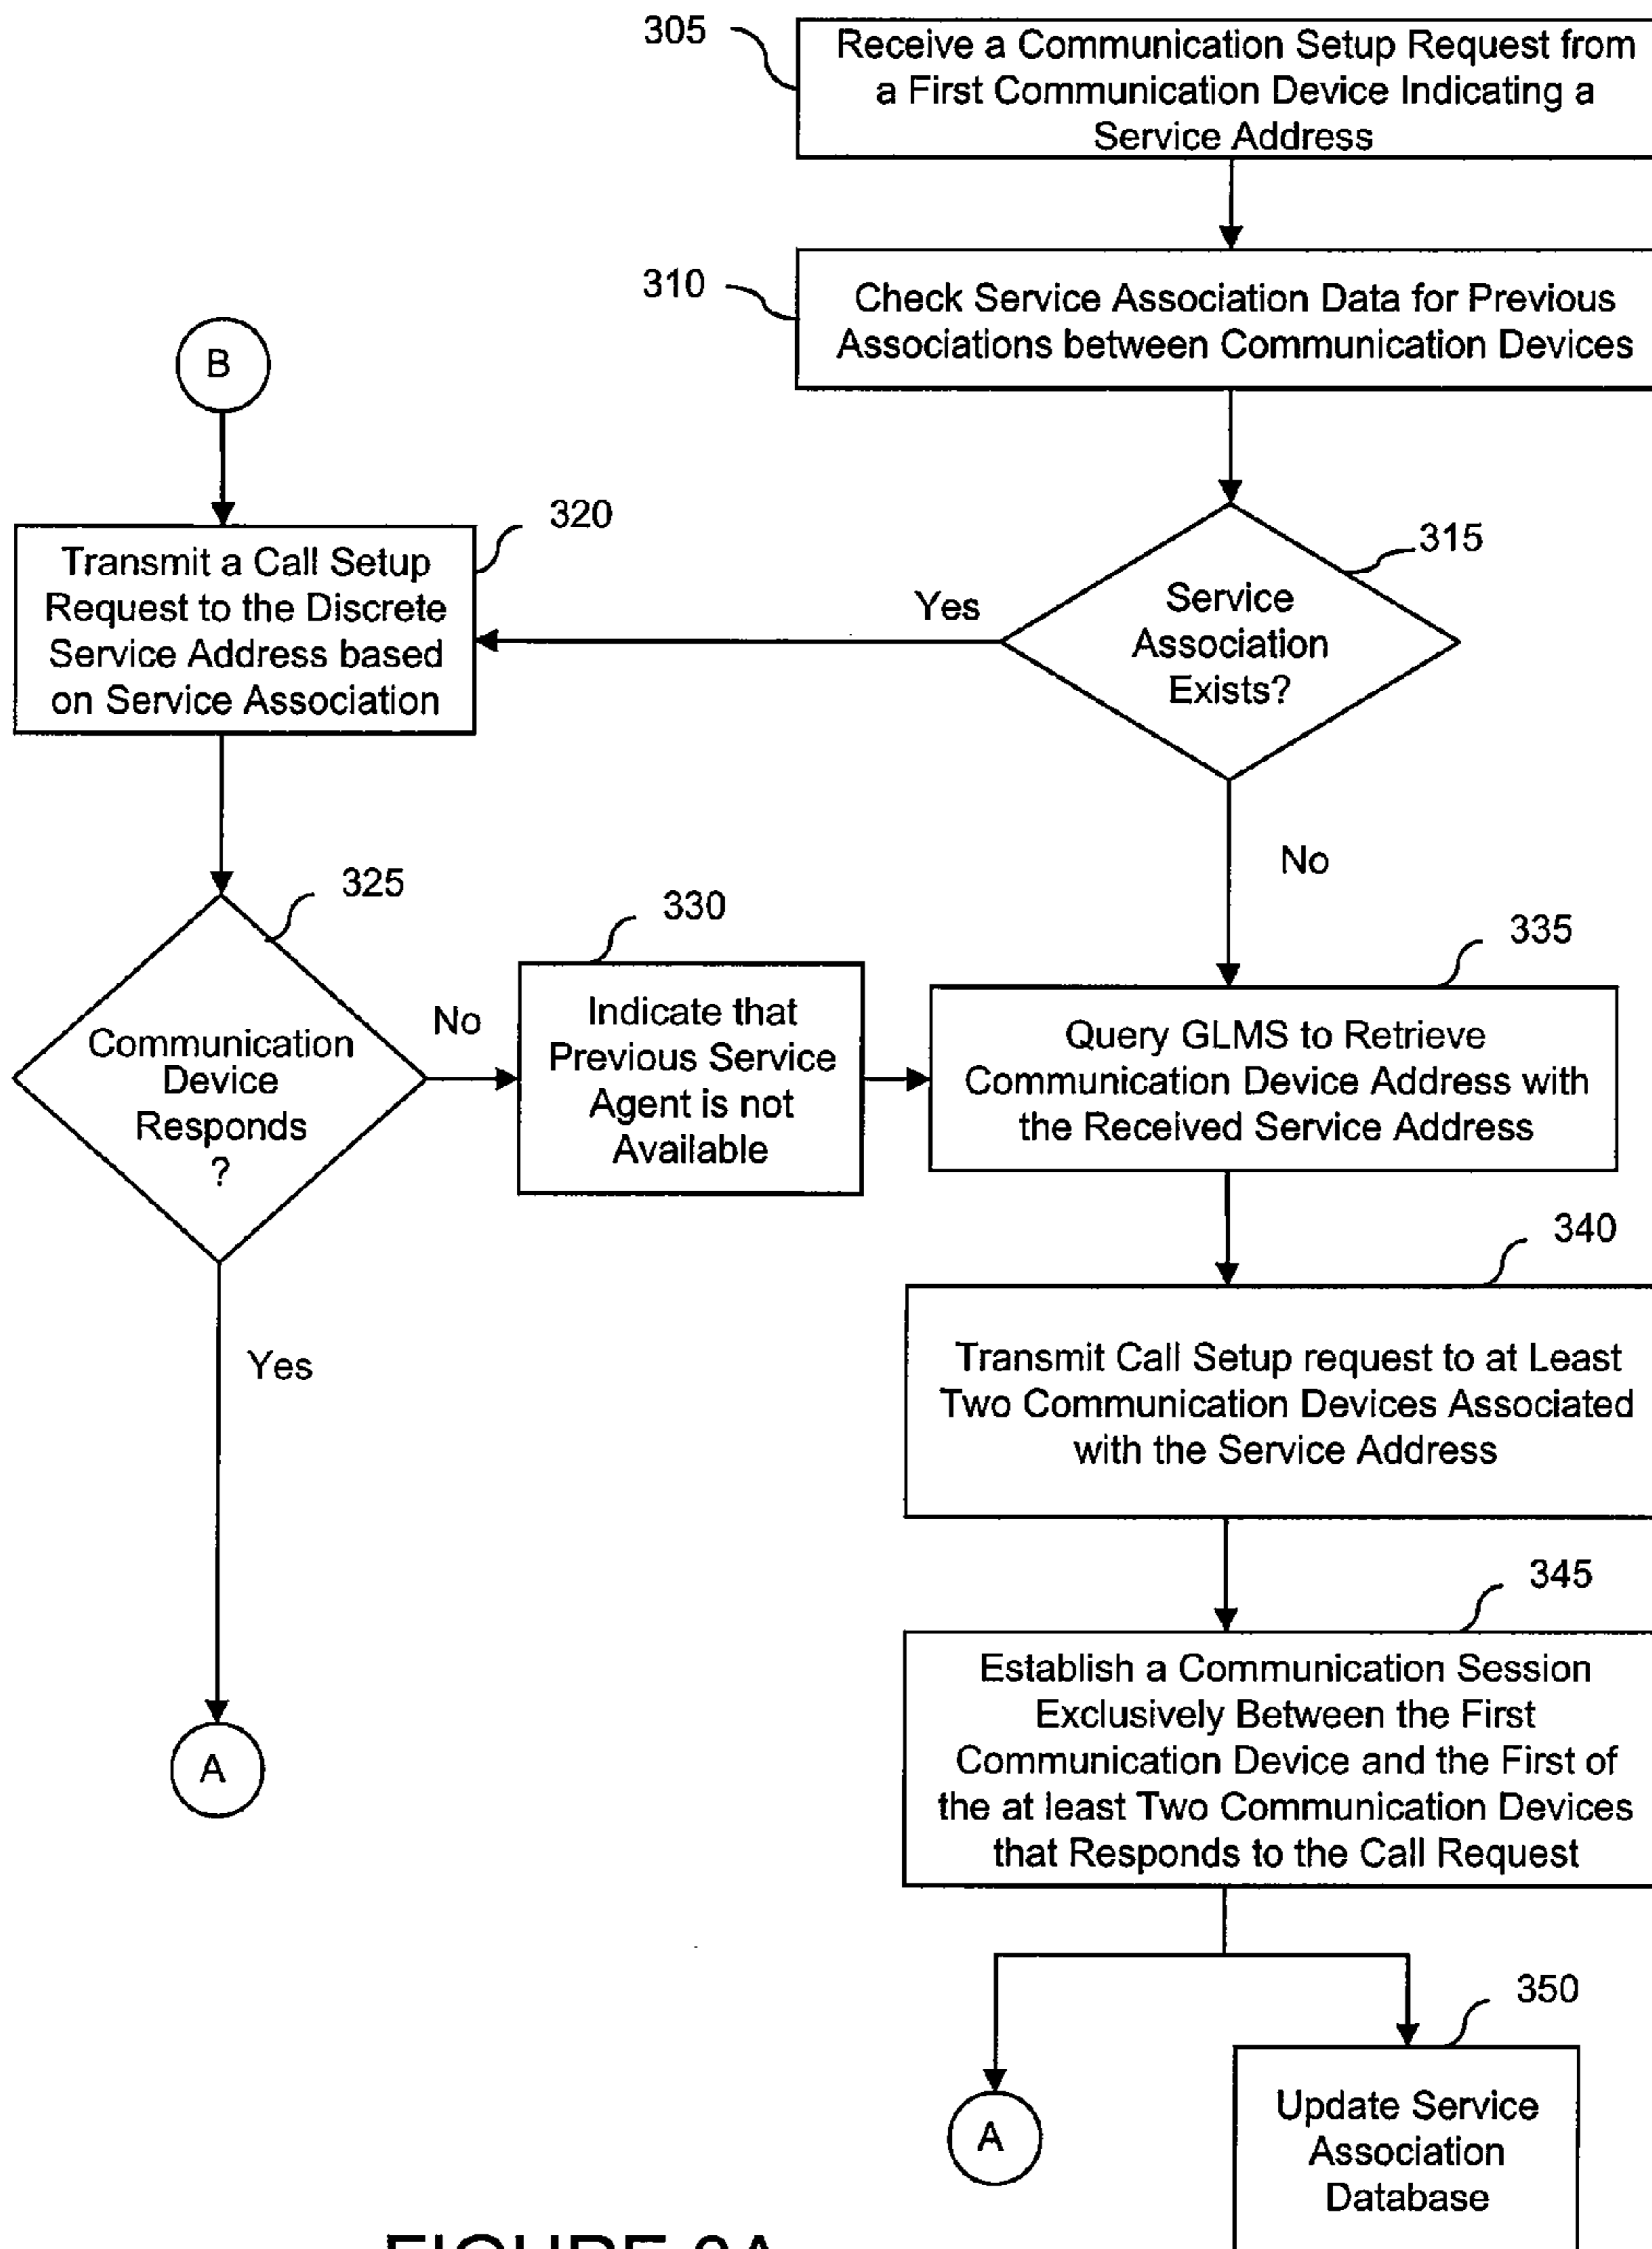 305
Receive a Communication Setup Request from
a First Communication Device Indicating a
Service Address
310
Check Service Association Data for Previous
Associations between Communication Devices
B
320
Transmit a Call Setup
Request to the Discrete
Service Address based
on Service Association
Yes
315
Service
Association
Exists?
No
325
Communication
Device
Responds
?
No
330
Indicate that
Previous Service
Agent is not
Available
335
Query GLMS to Retrieve
Communication Device Address with
the Received Service Address
340
Transmit Call Setup request to at Least
Two Communication Devices Associated
with the Service Address
Yes
A
345
Establish a Communication Session
Exclusively Between the First
Communication Device and the First of
the at least Two Communication Devices
that Responds to the Call Request
A
350
Update Service
Association
Database
FIGURE